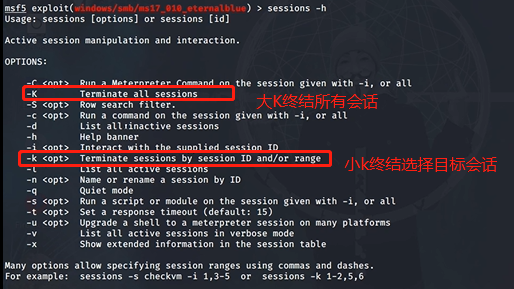 msf5 exploit(windows/smb/ms17_010_eternalblue) > sessions -h
Usage: sessions [options] or sessions [id]
Active session manipulation and interaction.
OPTIONS:
-C <opt> Run a Meterpreter Command on the session given with -i, or all
-K Terminate all sessions
大K终结所有会话
-S <opt> Row search filter.
-c <opt> Run a command on the session given with -i, or all
-d List all inactive sessions
-h Help banner
-i <opt> Interact with the supplied session ID
-k <opt> Terminate sessions by session ID and/or range
小k终结选择目标会话
-l List all active sessions
-n <opt> Name or rename a session by ID
-q Quiet mode
-s <opt> Run a script or module on the session given with -i, or all
-t <opt> Set a response timeout (default: 15)
-u <opt> Upgrade a shell to a meterpreter session on many platforms
-v List all active sessions in verbose mode
-x Show extended information in the session table
Many options allow specifying session ranges using commas and dashes.
For example: sessions -s checkvm -i 1,3-5 or sessions -k 1-2,5,6